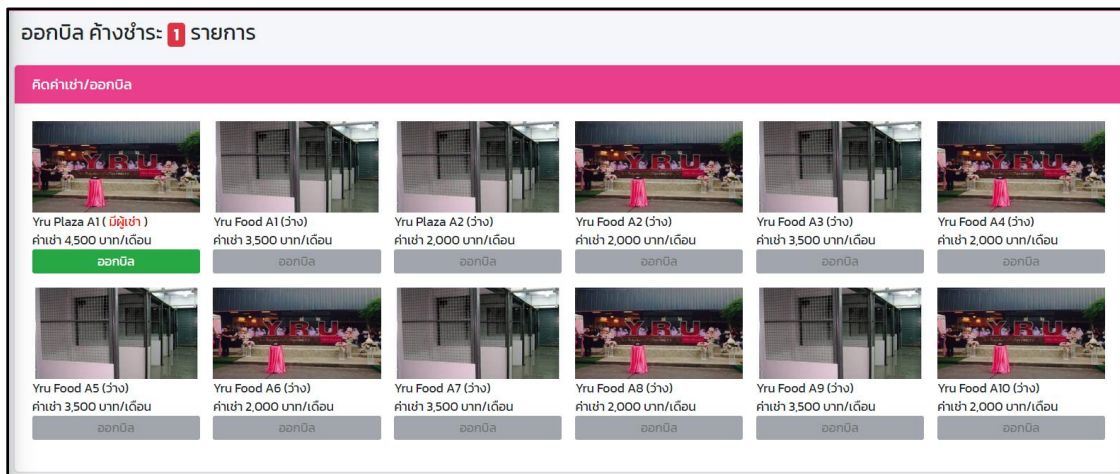 ออกบิล ค้างชำระ 1 รายการ
คิดค่าเช่า/ออกบิล
YRU
YRU
YRU
Yru Plaza A1 ( มีผู้เช่า )
Yru Food A1 (ว่าง)
Yru Plaza A2 (ว่าง)
Yru Food A2 (ว่าง)
Yru Food A3 (ว่าง)
Yru Food A4 (ว่าง)
ค่าเช่า 4,500 บาท/เดือน
ค่าเช่า 3,500 บาท/เดือน
ค่าเช่า 2,000 บาท/เดือน
ค่าเช่า 2,000 บาท/เดือน
ค่าเช่า 3,500 บาท/เดือน
ค่าเช่า 2,000 บาท/เดือน
ออกบิล
ออกบิล
ออกบิล
ออกบิล
ออกบิล
ออกบิล
YRU
YRU
YRU
Yru Food A5 (ว่าง)
Yru Food A6 (ว่าง)
Yru Food A7 (ว่าง)
Yru Food A8 (ว่าง)
Yru Food A9 (ว่าง)
Yru Food A10 (ว่าง)
ค่าเช่า 3,500 บาท/เดือน
ค่าเช่า 2,000 บาท/เดือน
ค่าเช่า 3,500 บาท/เดือน
ค่าเช่า 2,000 บาท/เดือน
ค่าเช่า 3,500 บาท/เดือน
ค่าเช่า 2,000 บาท/เดือน
ออกบิล
ออกบิล
ออกบิล
ออกบิล
ออกบิล
ออกบิล